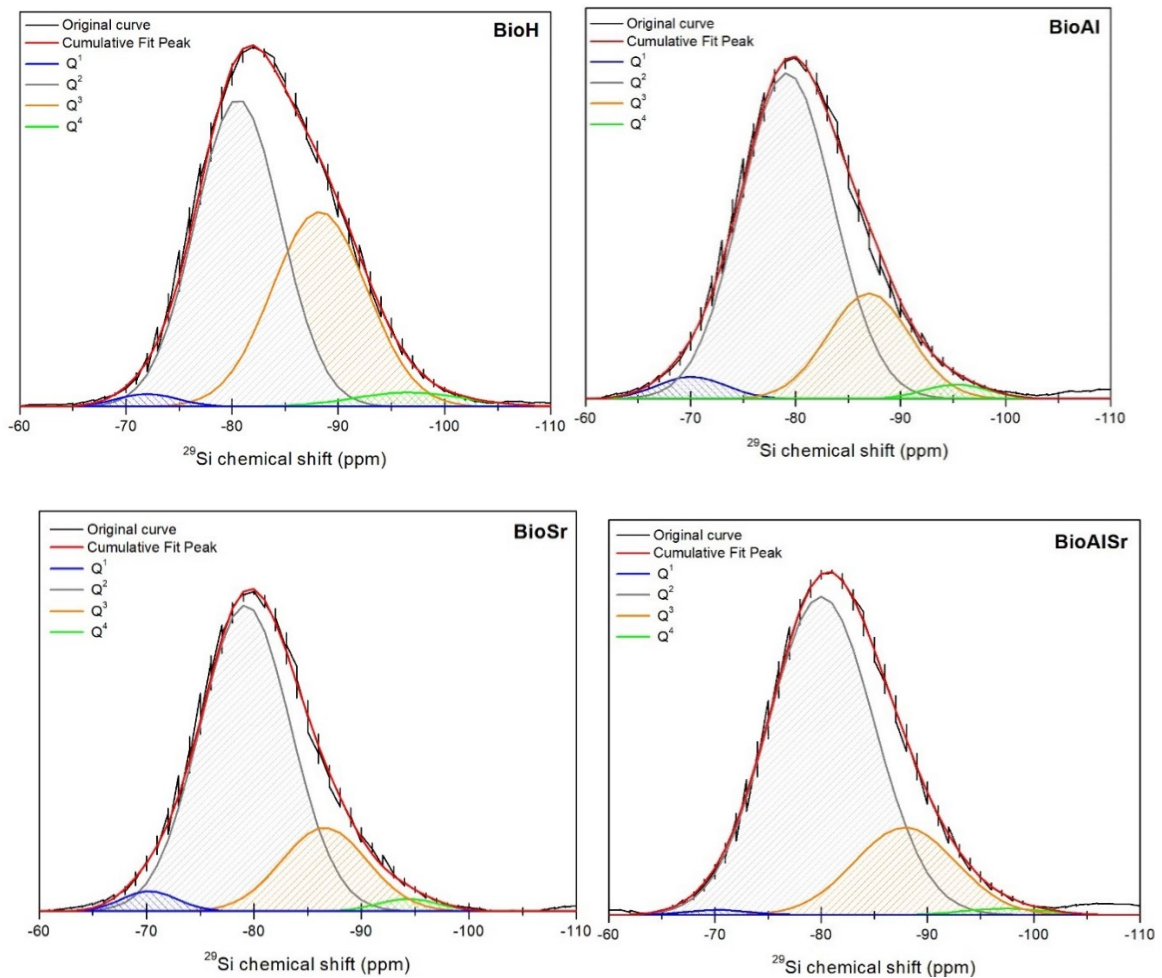 Original curve
Cumulative Fit Peak
Q¹
Q²
Q³
Q⁴
BioH
-60 -70 -80 -90 -100 -110
²⁹Si chemical shift (ppm)
Original curve
Cumulative Fit Peak
Q¹
Q²
Q³
Q⁴
BioAl
-60 -70 -80 -90 -100 -110
²⁹Si chemical shift (ppm)
Original curve
Cumulative Fit Peak
Q¹
Q²
Q³
Q⁴
BioSr
-60 -70 -80 -90 -100 -110
²⁹Si chemical shift (ppm)
Original curve
Cumulative Fit Peak
Q¹
Q²
Q³
Q⁴
BioAlSr
-60 -70 -80 -90 -100 -110
²⁹Si chemical shift (ppm)